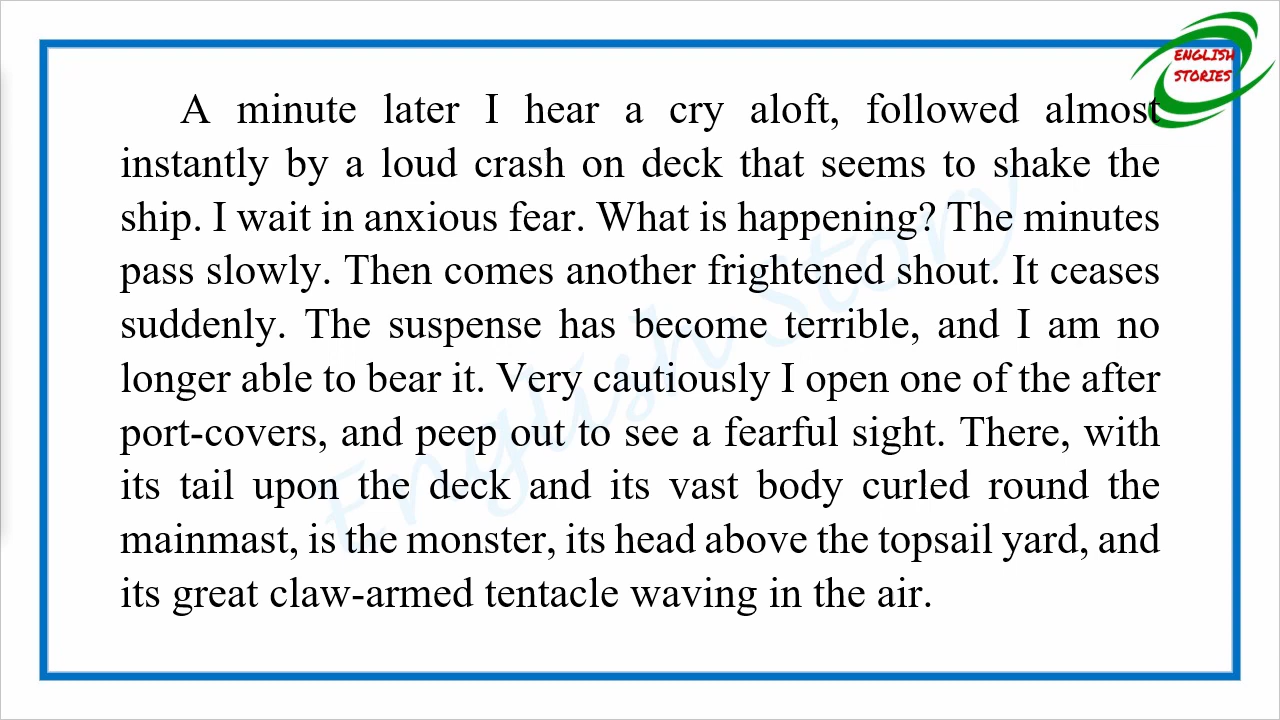 ENGLISH
STORIES
A minute later I hear a cry aloft, followed almost
instantly by a loud crash on deck that seems to shake the
ship. I wait in anxious fear. What is happening? The minutes
pass slowly. Then comes another frightened shout. It ceases
suddenly. The suspense has become terrible, and I am no
longer able to bear it. Very cautiously I open one of the after
port-covers, and peep out to see a fearful sight. There, with
its tail upon the deck and its vast body curled round the
mainmast, is the monster, its head above the topsail yard, and
its great claw-armed tentacle waving in the air.
English Story